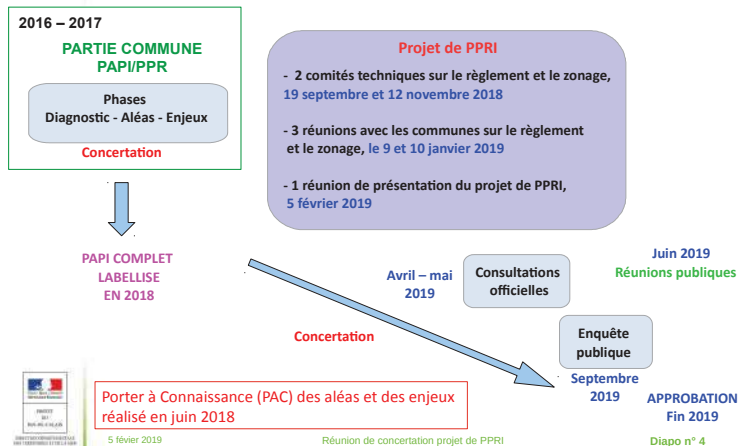 2016 – 2017
PARTIE COMMUNE
PAPI/PPR
Phases
Diagnostic - Aléas - Enjeux
Concertation
Projet de PPRI
- 2 comités techniques sur le règlement et le zonage,
19 septembre et 12 novembre 2018
- 3 réunions avec les communes sur le règlement
et le zonage, le 9 et 10 janvier 2019
- 1 réunion de présentation du projet de PPRI,
5 février 2019
PAPI COMPLET
LABELLISE
EN 2018
Avril – mai
2019
Consultations
officielles
Juin 2019
Réunions publiques
Concertation
Enquête
publique
Septembre
2019
APPROBATION
Fin 2019
Porter à Connaissance (PAC) des aléas et des enjeux
réalisé en juin 2018
5 févier 2019
Réunion de concertation projet de PPRI
Diapo n° 4